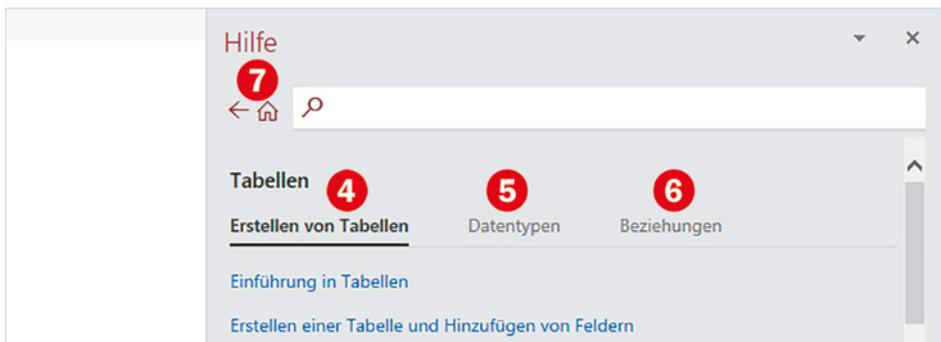 Hilfe
7
Tabellen
4 5 6
Erstellen von Tabellen Datentypen Beziehungen
Einführung in Tabellen
Erstellen einer Tabelle und Hinzufügen von Feldern